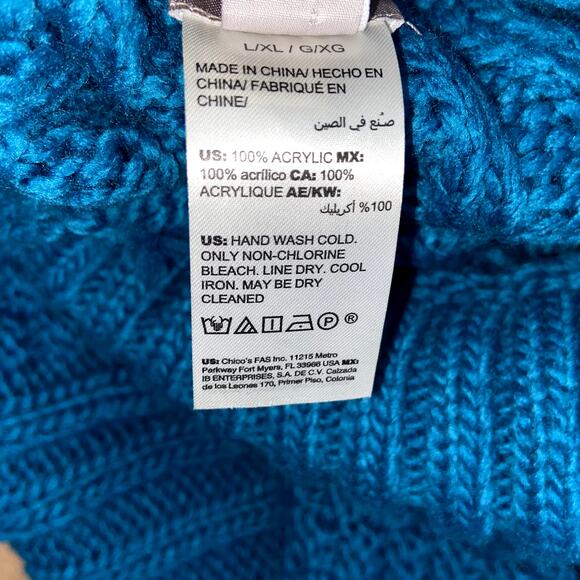 L/XL / G/XG
MADE IN CHINA/ HECHO EN
CHINA/ FABRIQUÉ EN
CHINE/
صنع في الصين
US: 100% ACRYLIC MX:
100% acrílico CA: 100%
ACRYLIQUE AE/KW:
100% أكريليك
US: HAND WASH COLD.
ONLY NON-CHLORINE
BLEACH. LINE DRY. COOL
IRON. MAY BE DRY
CLEANED
P ®
US: Chico's FAS Inc. 11215 Metro
Parkway Fort Myers, FL 33966 USA MX:
IB ENTERPRISES, S.A. DE C.V. Calzada
de los Leones 170, Primer Piso, Colonia